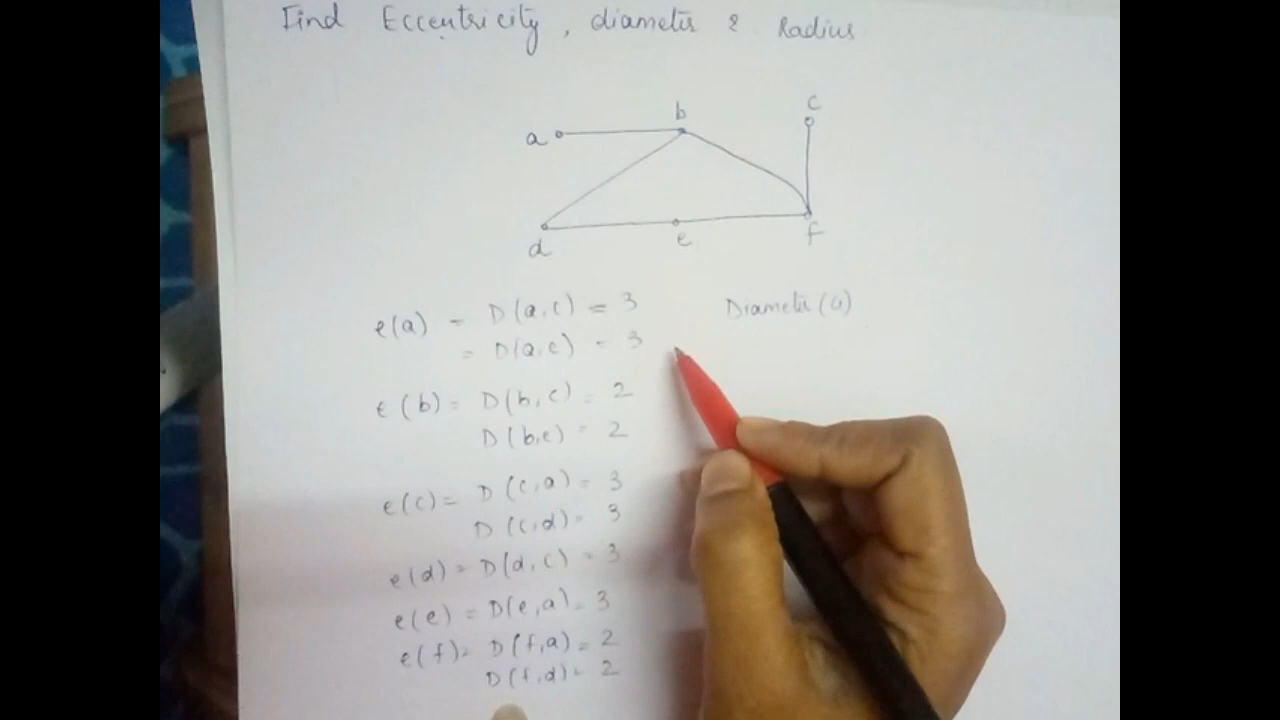 Find Eccentricity, diameter & Radius
a
b
c
d
e
f
e(a) = D(a,c) = 3
= D(a,e) = 3
Diameter (G)
e(b) = D(b,c) = 2
D(b,e) = 2
e(c) = D(c,a) = 3
D(c,d) = 3
e(d) = D(d,c) = 3
e(e) = D(e,a) = 3
e(f) = D(f,a) = 2
D(f,d) = 2